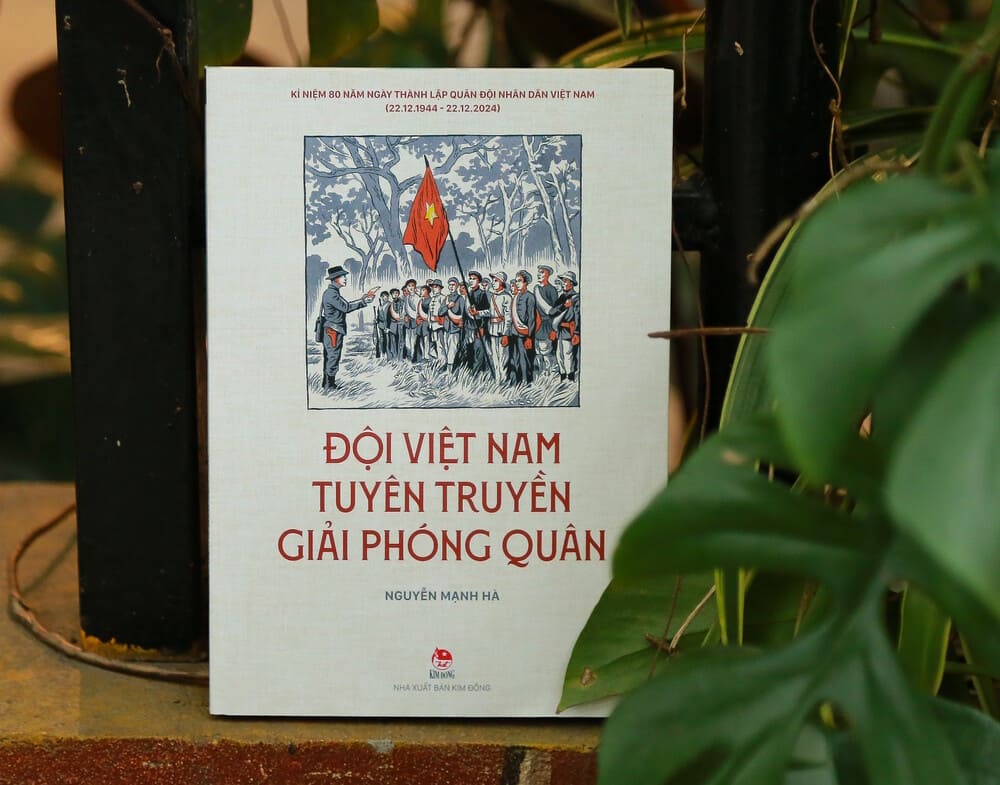 KỈ NIỆM 80 NĂM NGÀY THÀNH LẬP QUÂN ĐỘI NHÂN DÂN VIỆT NAM
(22.12.1944 - 22.12.2024)
ĐỘI VIỆT NAM
TUYÊN TRUYỀN
GIẢI PHÓNG QUÂN
NGUYỄN MẠNH HÀ
KIM ĐỒNG
NHÀ XUẤT BẢN KIM ĐỒNG